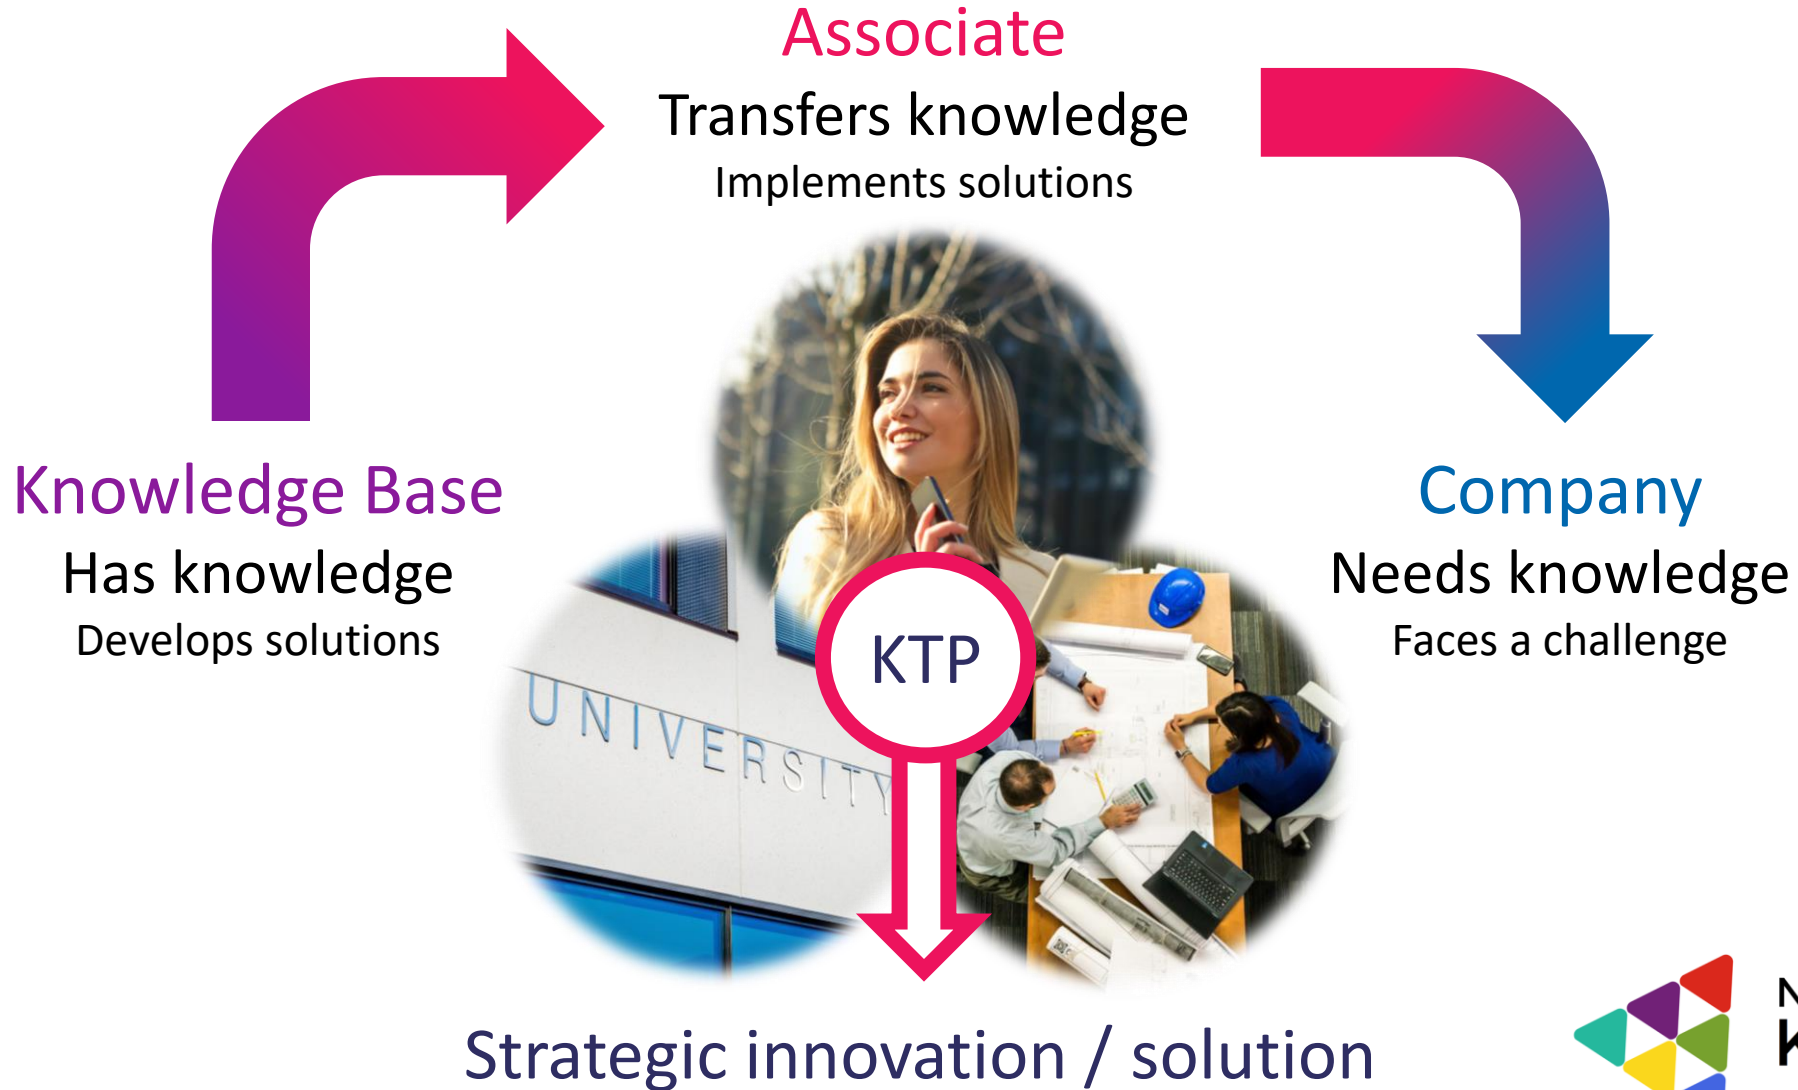 Associate
Transfers knowledge
Implements solutions
Knowledge Base
Has knowledge
Develops solutions
Company
Needs knowledge
Faces a challenge
KTP
UNIVERSITY
Strategic innovation / solution